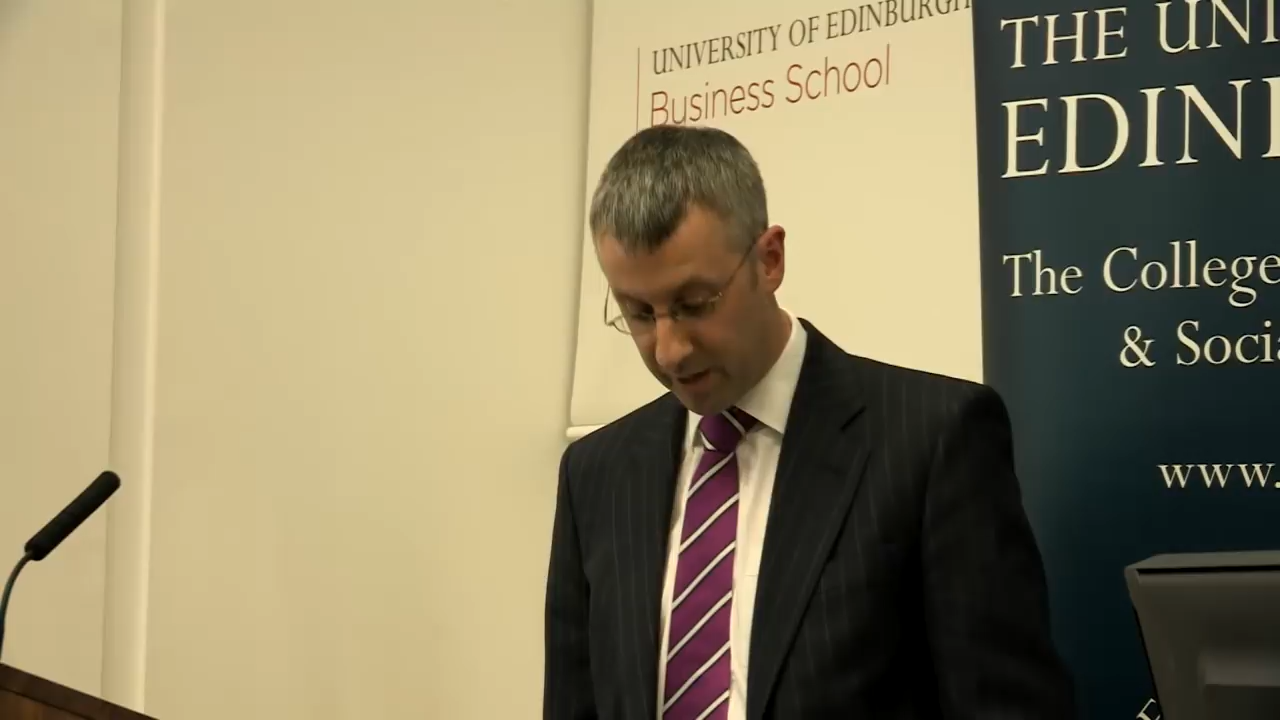 UNIVERSITY OF EDINBURGH
Business School
THE UNI
EDIN
The College
& Socia
www.